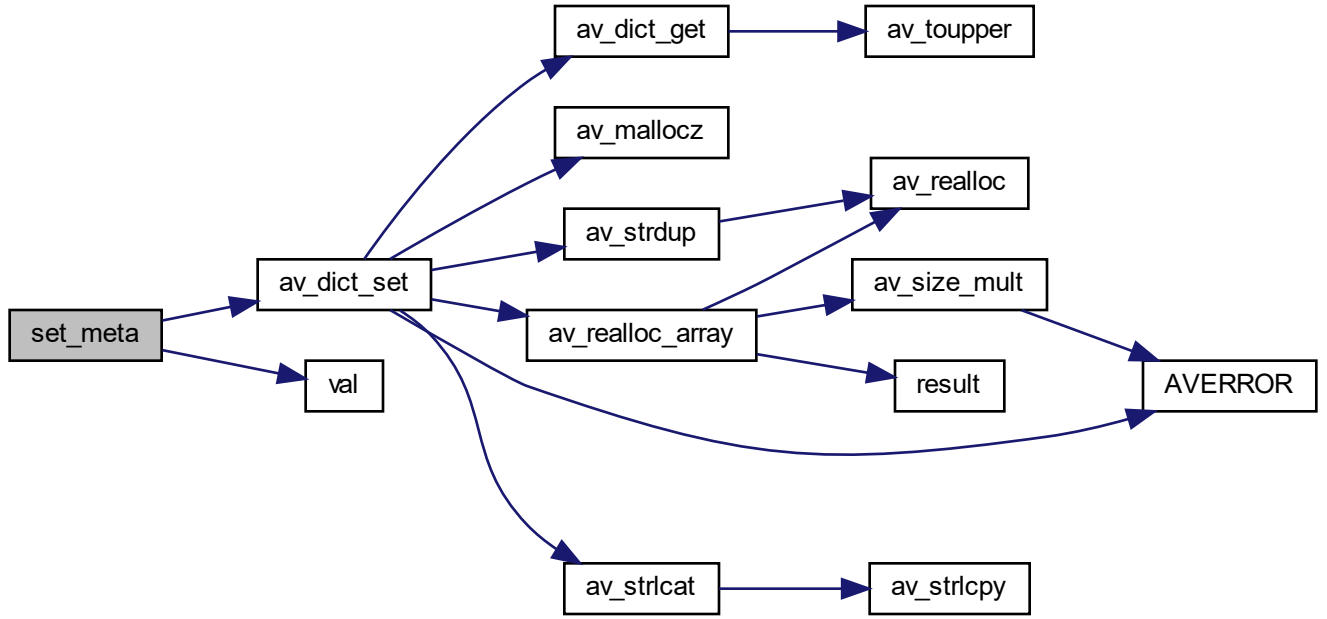 av_dict_get
av_toupper
av_mallocz
av_realloc
av_strdup
av_dict_set
av_size_mult
set_meta
av_realloc_array
val
result
AVERROR
av_strlcat
av_strlcpy